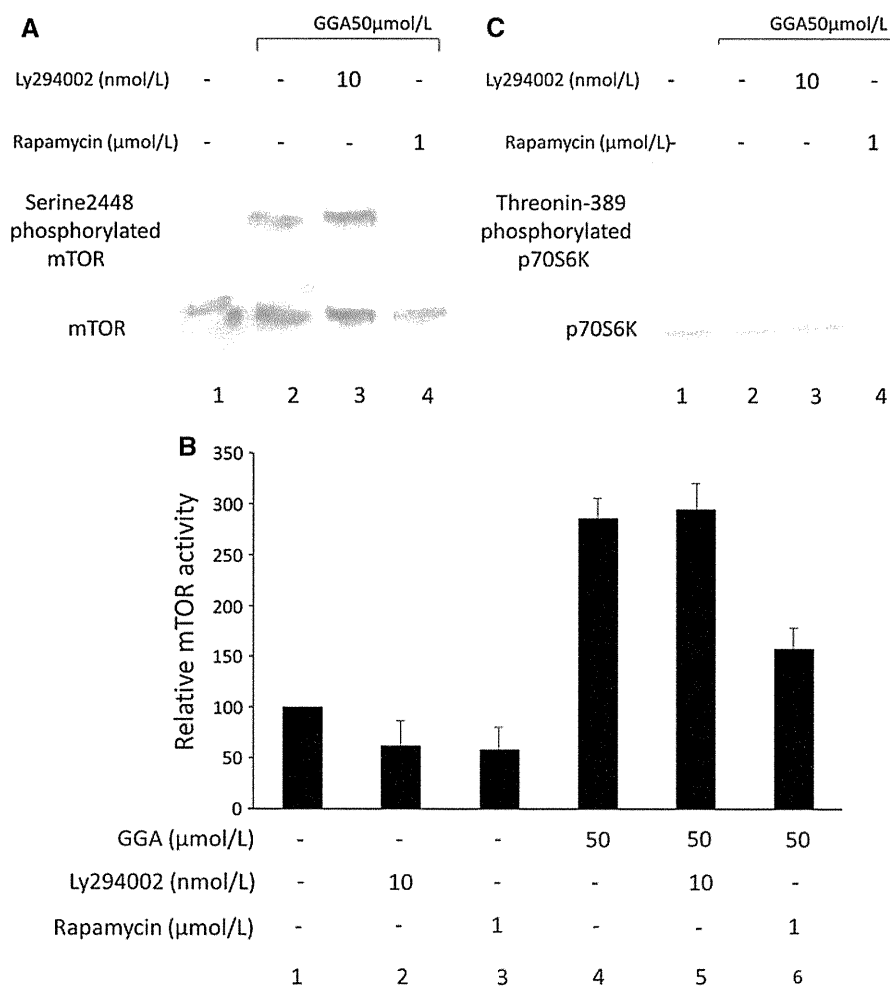 A
GGA50μmol/L
Ly294002 (nmol/L) - - 10 -
Rapamycin (μmol/L) - - - 1
Serine2448
phosphorylated
mTOR
mTOR
1 2 3 4
C
GGA50μmol/L
Ly294002 (nmol/L) - - 10 -
Rapamycin (μmol/L) - - - 1
Threonin-389
phosphorylated
p70S6K
p70S6K
1 2 3 4
B
Relative mTOR activity
350
300
250
200
150
100
50
0
GGA (μmol/L) - - - 50 50 50
Ly294002 (nmol/L) - 10 - - 10 -
Rapamycin (μmol/L) - - 1 - - 1
1 2 3 4 5 6